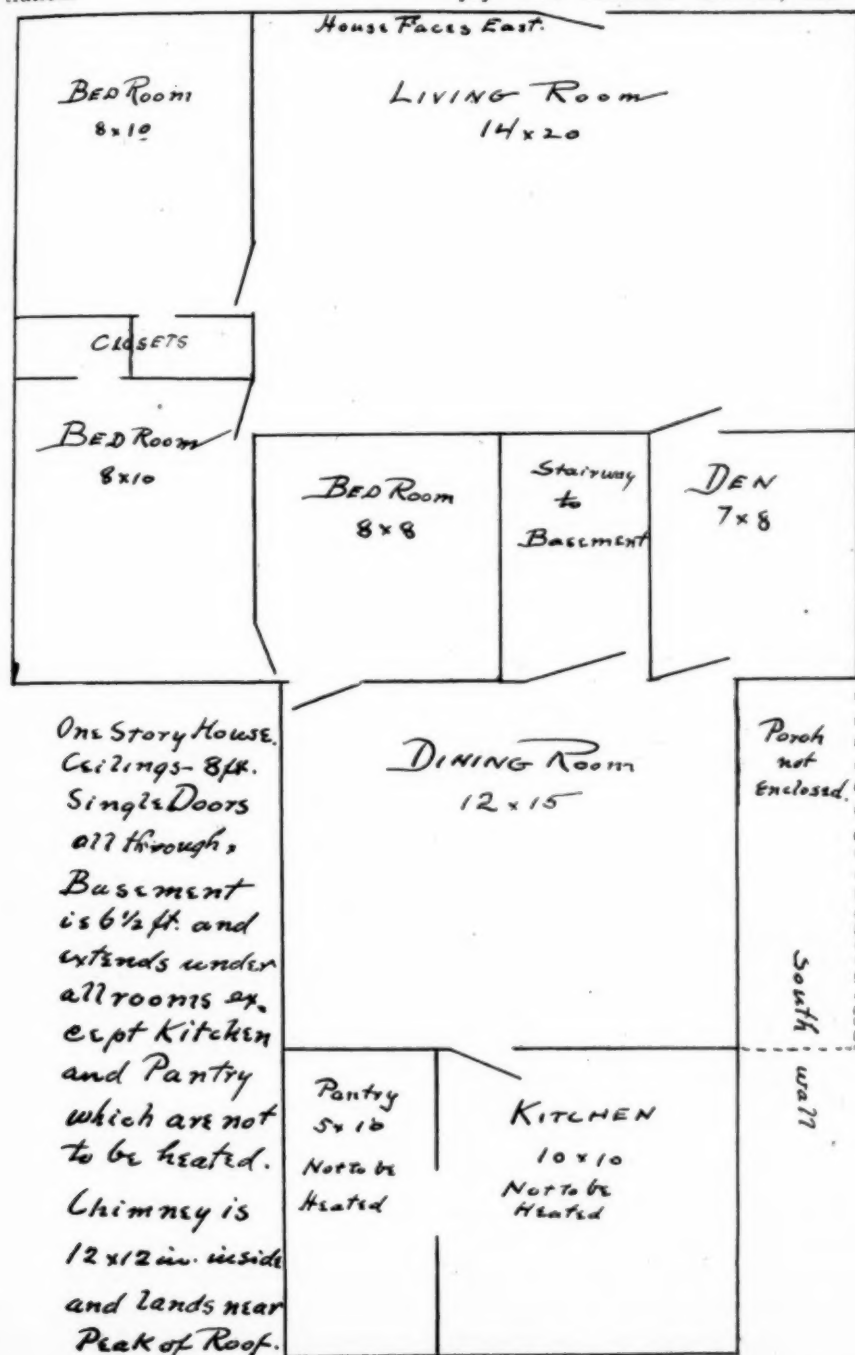 House Faces East.
Bed Room
8x10
Living Room
14x20
Closets
Bed Room
8x10
Bed Room
8x8
Stairway
to
Basement
Den
7x8
One Story House.
Ceilings-8ft.
Single Doors
all through.
Basement
is 6½ ft. and
extends under
all rooms ex.
cept Kitchen
and Pantry
which are not
to be heated.
Chimney is
12x12 in. inside
and lands near
Peak of Roof.
Dining Room
12x15
Porch
not
Enclosed.
South wall
Pantry
5x10
Not to be
Heated
Kitchen
10x10
Not to be
Heated